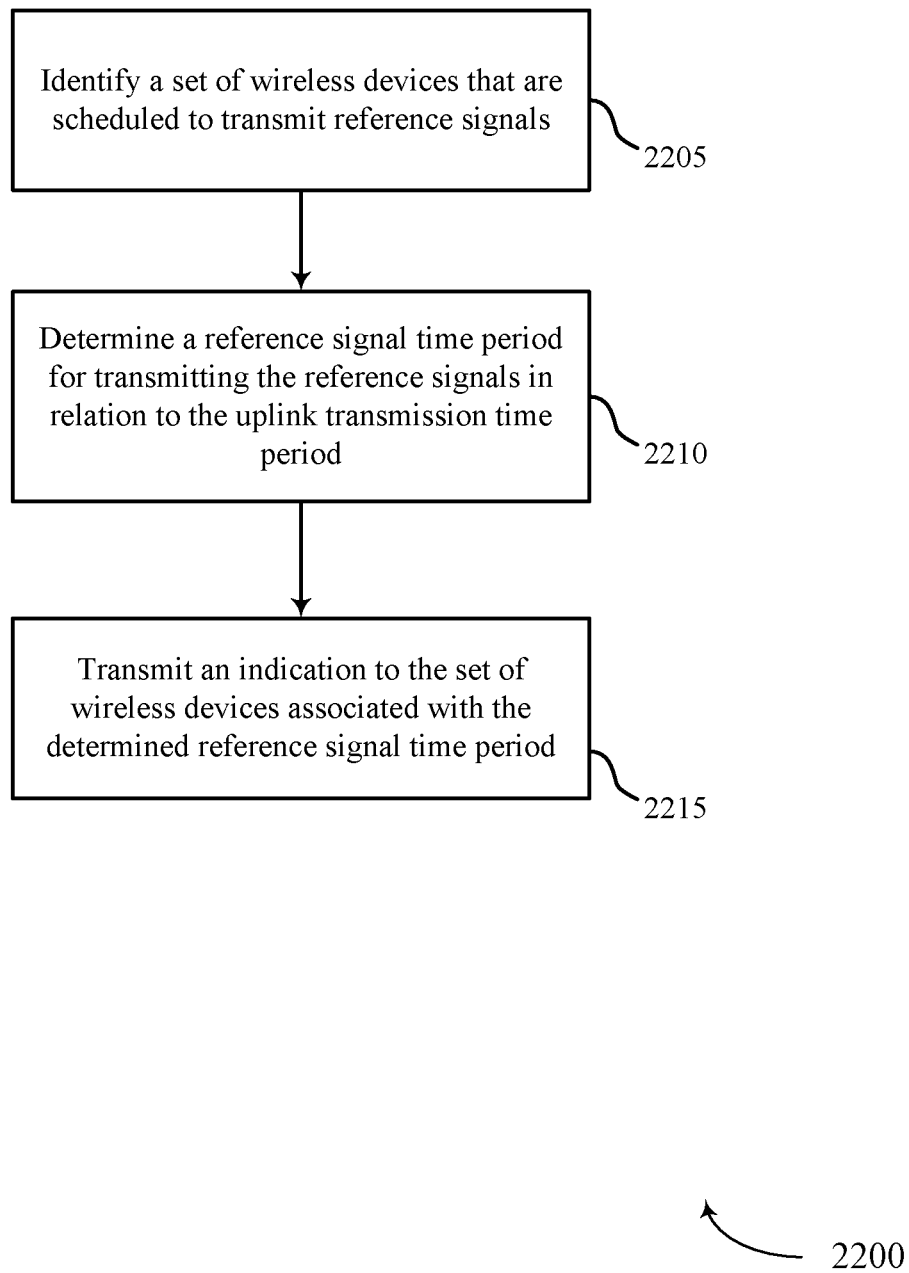 Identify a set of wireless devices that are
scheduled to transmit reference signals
2205
Determine a reference signal time period
for transmitting the reference signals in
relation to the uplink transmission time
period
2210
Transmit an indication to the set of
wireless devices associated with the
determined reference signal time period
2215
2200